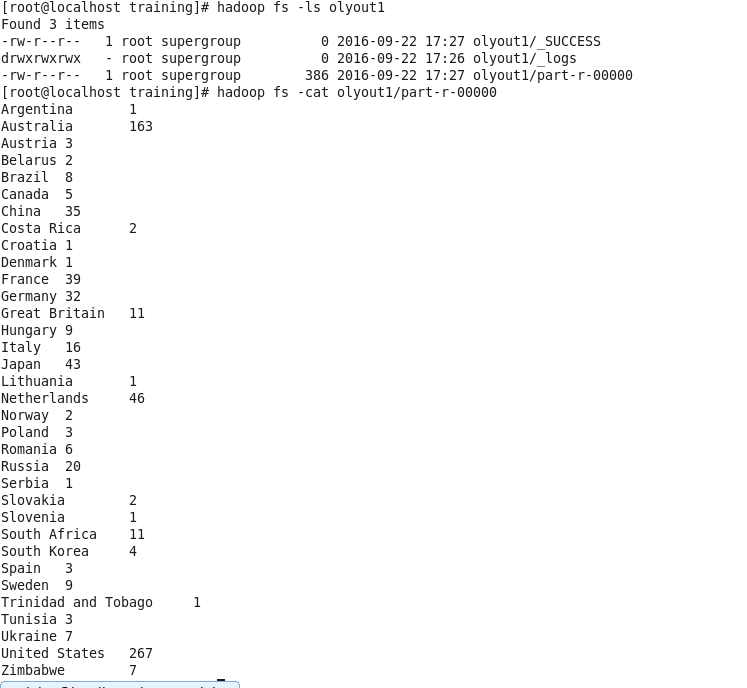 [root@localhost training]# hadoop fs -ls olyout1
Found 3 items
-rw-r--r--   1 root supergroup          0 2016-09-22 17:27 olyout1/_SUCCESS
drwxrwxrwx   - root supergroup          0 2016-09-22 17:26 olyout1/_logs
-rw-r--r--   1 root supergroup        386 2016-09-22 17:27 olyout1/part-r-00000
[root@localhost training]# hadoop fs -cat olyout1/part-r-00000
Argentina       1
Australia       163
Austria 3
Belarus 2
Brazil  8
Canada  5
China   35
Costa Rica      2
Croatia 1
Denmark 1
France  39
Germany 32
Great Britain   11
Hungary 9
Italy   16
Japan   43
Lithuania       1
Netherlands     46
Norway  2
Poland  3
Romania 6
Russia  20
Serbia  1
Slovakia        2
Slovenia        1
South Africa    11
South Korea     4
Spain   3
Sweden  9
Trinidad and Tobago     1
Tunisia 3
Ukraine 7
United States   267
Zimbabwe        7